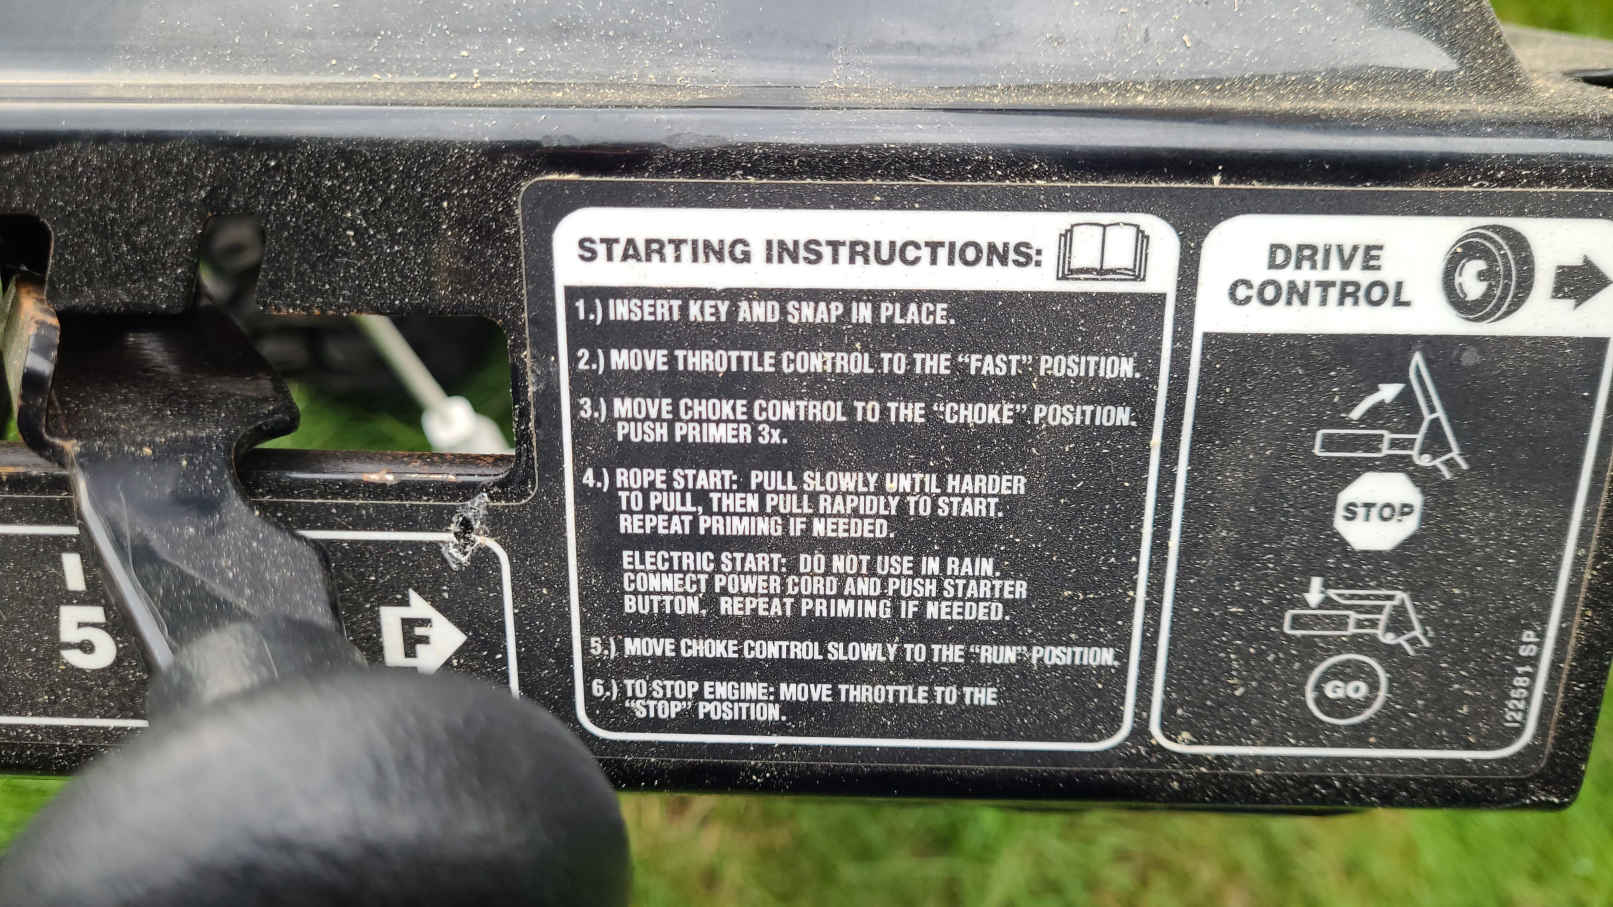 STARTING INSTRUCTIONS:
1.) INSERT KEY AND SNAP IN PLACE.
2.) MOVE THROTTLE CONTROL TO THE “FAST” POSITION.
3.) MOVE CHOKE CONTROL TO THE “CHOKE” POSITION.
PUSH PRIMER 3x.
4.) ROPE START: PULL SLOWLY UNTIL HARDER
TO PULL, THEN PULL RAPIDLY TO START.
REPEAT PRIMING IF NEEDED.
ELECTRIC START: DO NOT USE IN RAIN.
CONNECT POWER CORD AND PUSH STARTER
BUTTON. REPEAT PRIMING IF NEEDED.
5.) MOVE CHOKE CONTROL SLOWLY TO THE “RUN” POSITION.
6.) TO STOP ENGINE: MOVE THROTTLE TO THE
“STOP” POSITION.
DRIVE
CONTROL
STOP
GO
122581 SP
5
F